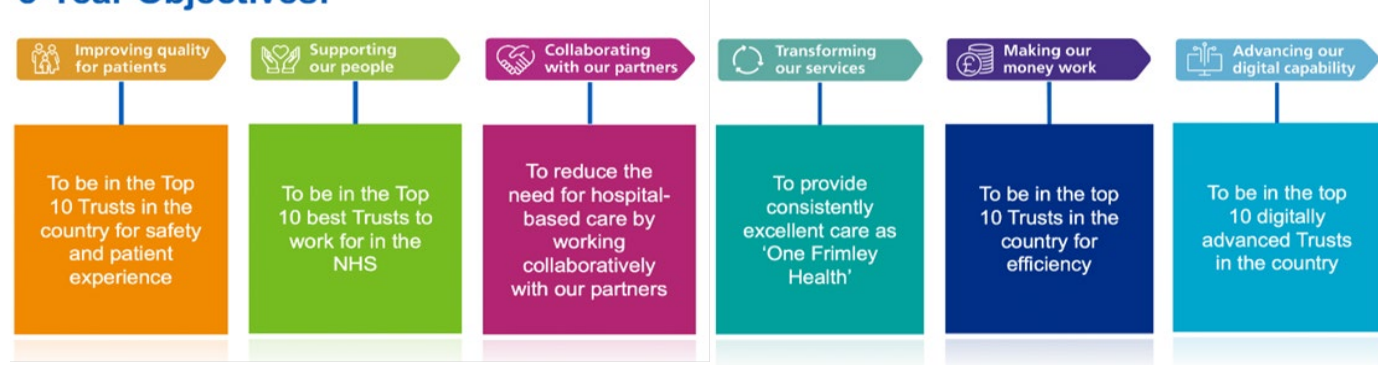 Improving quality
for patients
Supporting
our people
Collaborating
with our partners
Transforming
our services
Making our
money work
Advancing our
digital capability
To be in the Top
10 Trusts in the
country for safety
and patient
experience
To be in the Top
10 best Trusts to
work for in the
NHS
To reduce the
need for hospital-
based care by
working
collaboratively
with our partners
To provide
consistently
excellent care as
‘One Frimley
Health’
To be in the top
10 Trusts in the
country for
efficiency
To be in the top
10 digitally
advanced Trusts
in the country